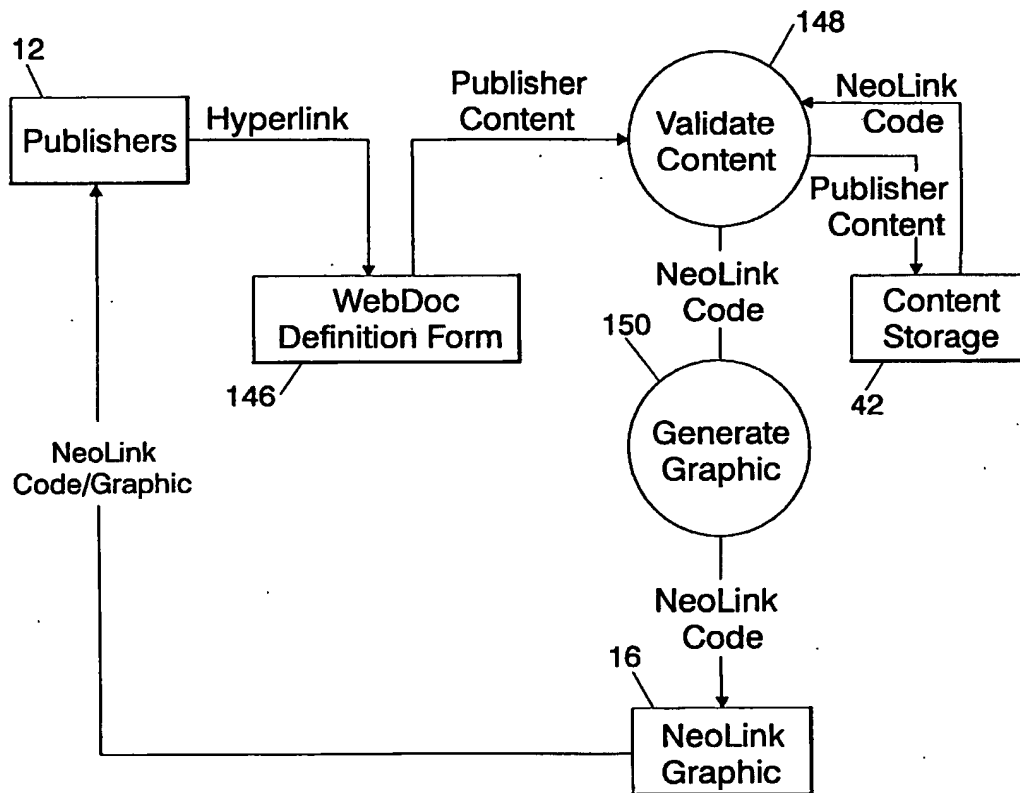 12
Publishers
Hyperlink
Publisher
Content
148
Validate
Content
NeoLink
Code
Publisher
Content
WebDoc
Definition Form
146
NeoLink
Code
Content
Storage
42
150
Generate
Graphic
NeoLink
Code/Graphic
NeoLink
Code
16
NeoLink
Graphic